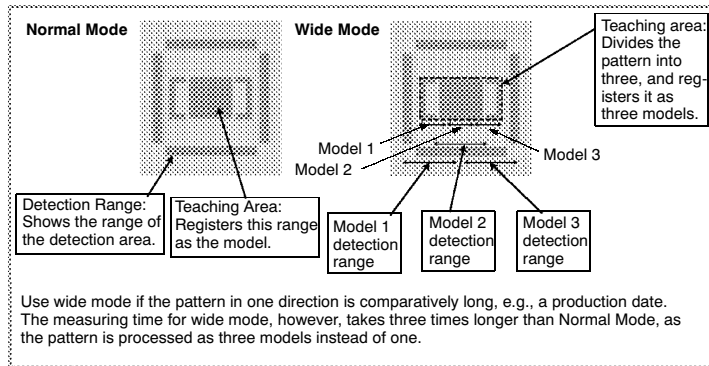 Normal Mode
Wide Mode
Teaching area:
Divides the
pattern into
three, and reg-
isters it as
three models.
Model 1
Model 2
Model 3
Detection Range:
Shows the range of
the detection area.
Teaching Area:
Registers this range
as the model.
Model 1
detection
range
Model 2
detection
range
Model 3
detection
range
Use wide mode if the pattern in one direction is comparatively long, e.g., a production date.
The measuring time for wide mode, however, takes three times longer than Normal Mode, as
the pattern is processed as three models instead of one.